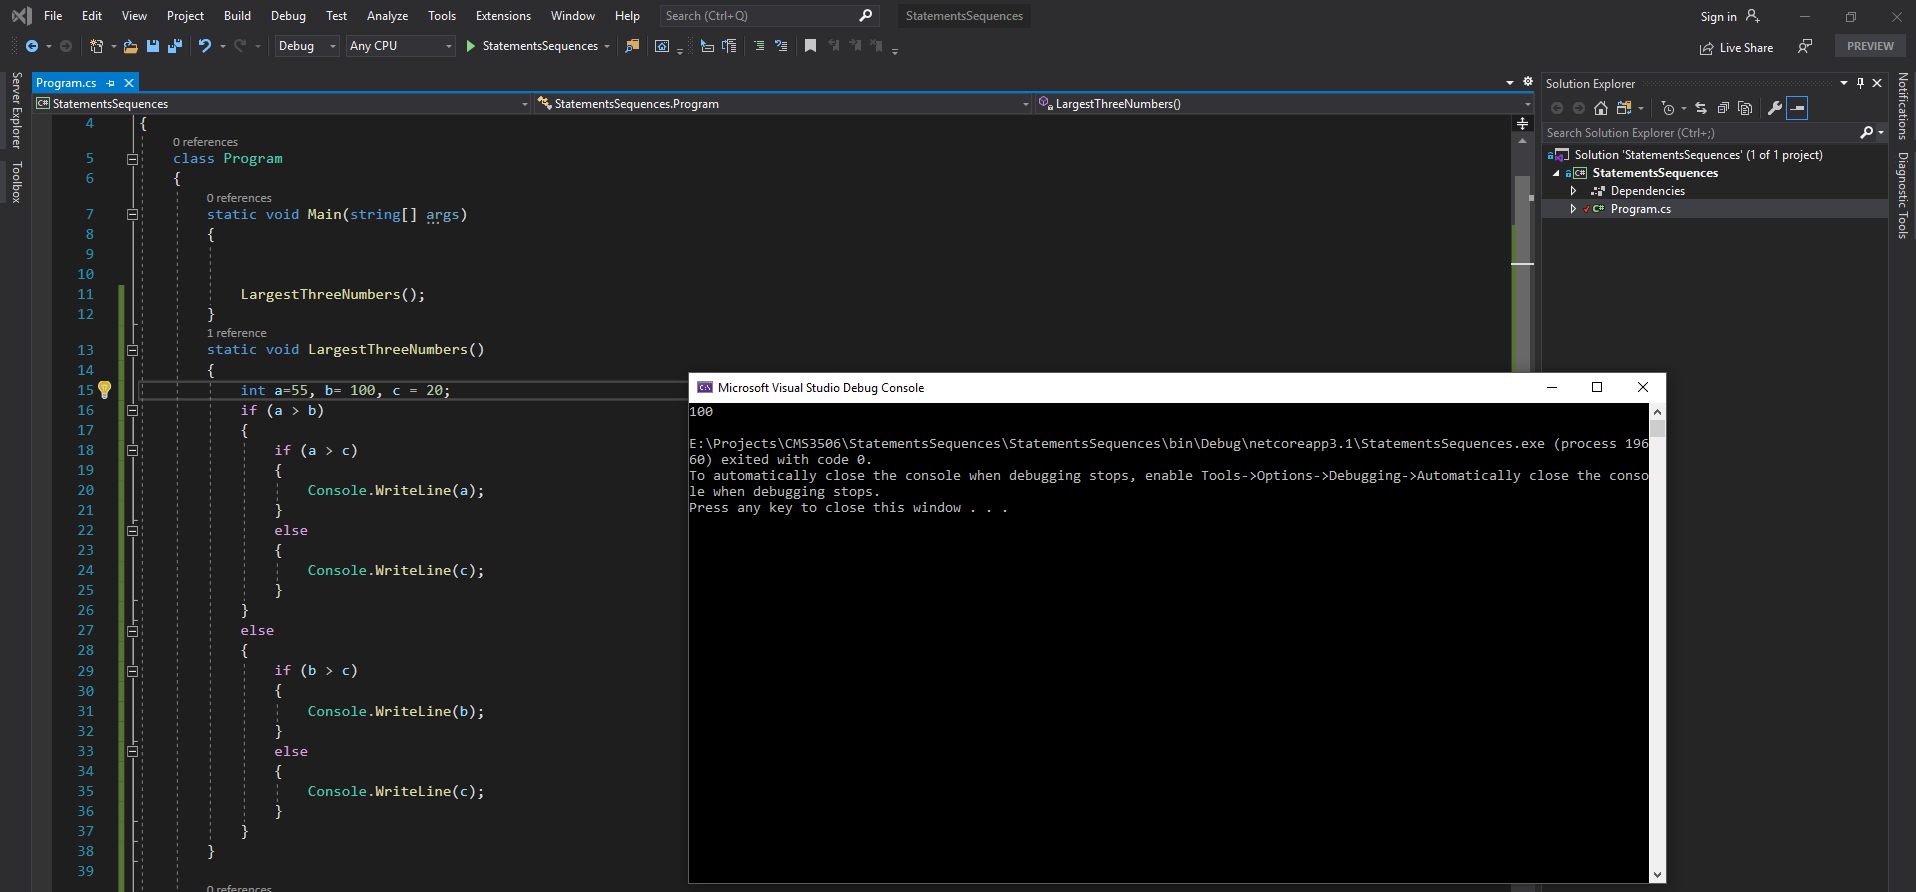 File Edit View Project Build Debug Test Analyze Tools Extensions Window Help Search (Ctrl+Q) StatementsSequences Sign in
Debug Any CPU StatementsSequences Live Share PREVIEW
Server Explorer
Toolbox
Program.cs
StatementsSequences StatementsSequences.Program LargestThreeNumbers()
4 {
0 references
5 class Program
6 {
0 references
7 static void Main(string[] args)
8 {
9
10
11 LargestThreeNumbers();
12 }
1 reference
13 static void LargestThreeNumbers()
14 {
15 int a=55, b= 100, c = 20;
16 if (a > b)
17 {
18 if (a > c)
19 {
20 Console.WriteLine(a);
21 }
22 else
23 {
24 Console.WriteLine(c);
25 }
26 }
27 else
28 {
29 if (b > c)
30 {
31 Console.WriteLine(b);
32 }
33 else
34 {
35 Console.WriteLine(c);
36 }
37 }
38 }
39
0 references
C:\ Microsoft Visual Studio Debug Console
100
E:\Projects\CMS3506\StatementsSequences\StatementsSequences\bin\Debug\netcoreapp3.1\StatementsSequences.exe (process 196
60) exited with code 0.
To automatically close the console when debugging stops, enable Tools->Options->Debugging->Automatically close the conso
le when debugging stops.
Press any key to close this window . . .
Solution Explorer
Search Solution Explorer (Ctrl+;)
Solution 'StatementsSequences' (1 of 1 project)
C# StatementsSequences
Dependencies
C# Program.cs
Notifications
Diagnostic Tools